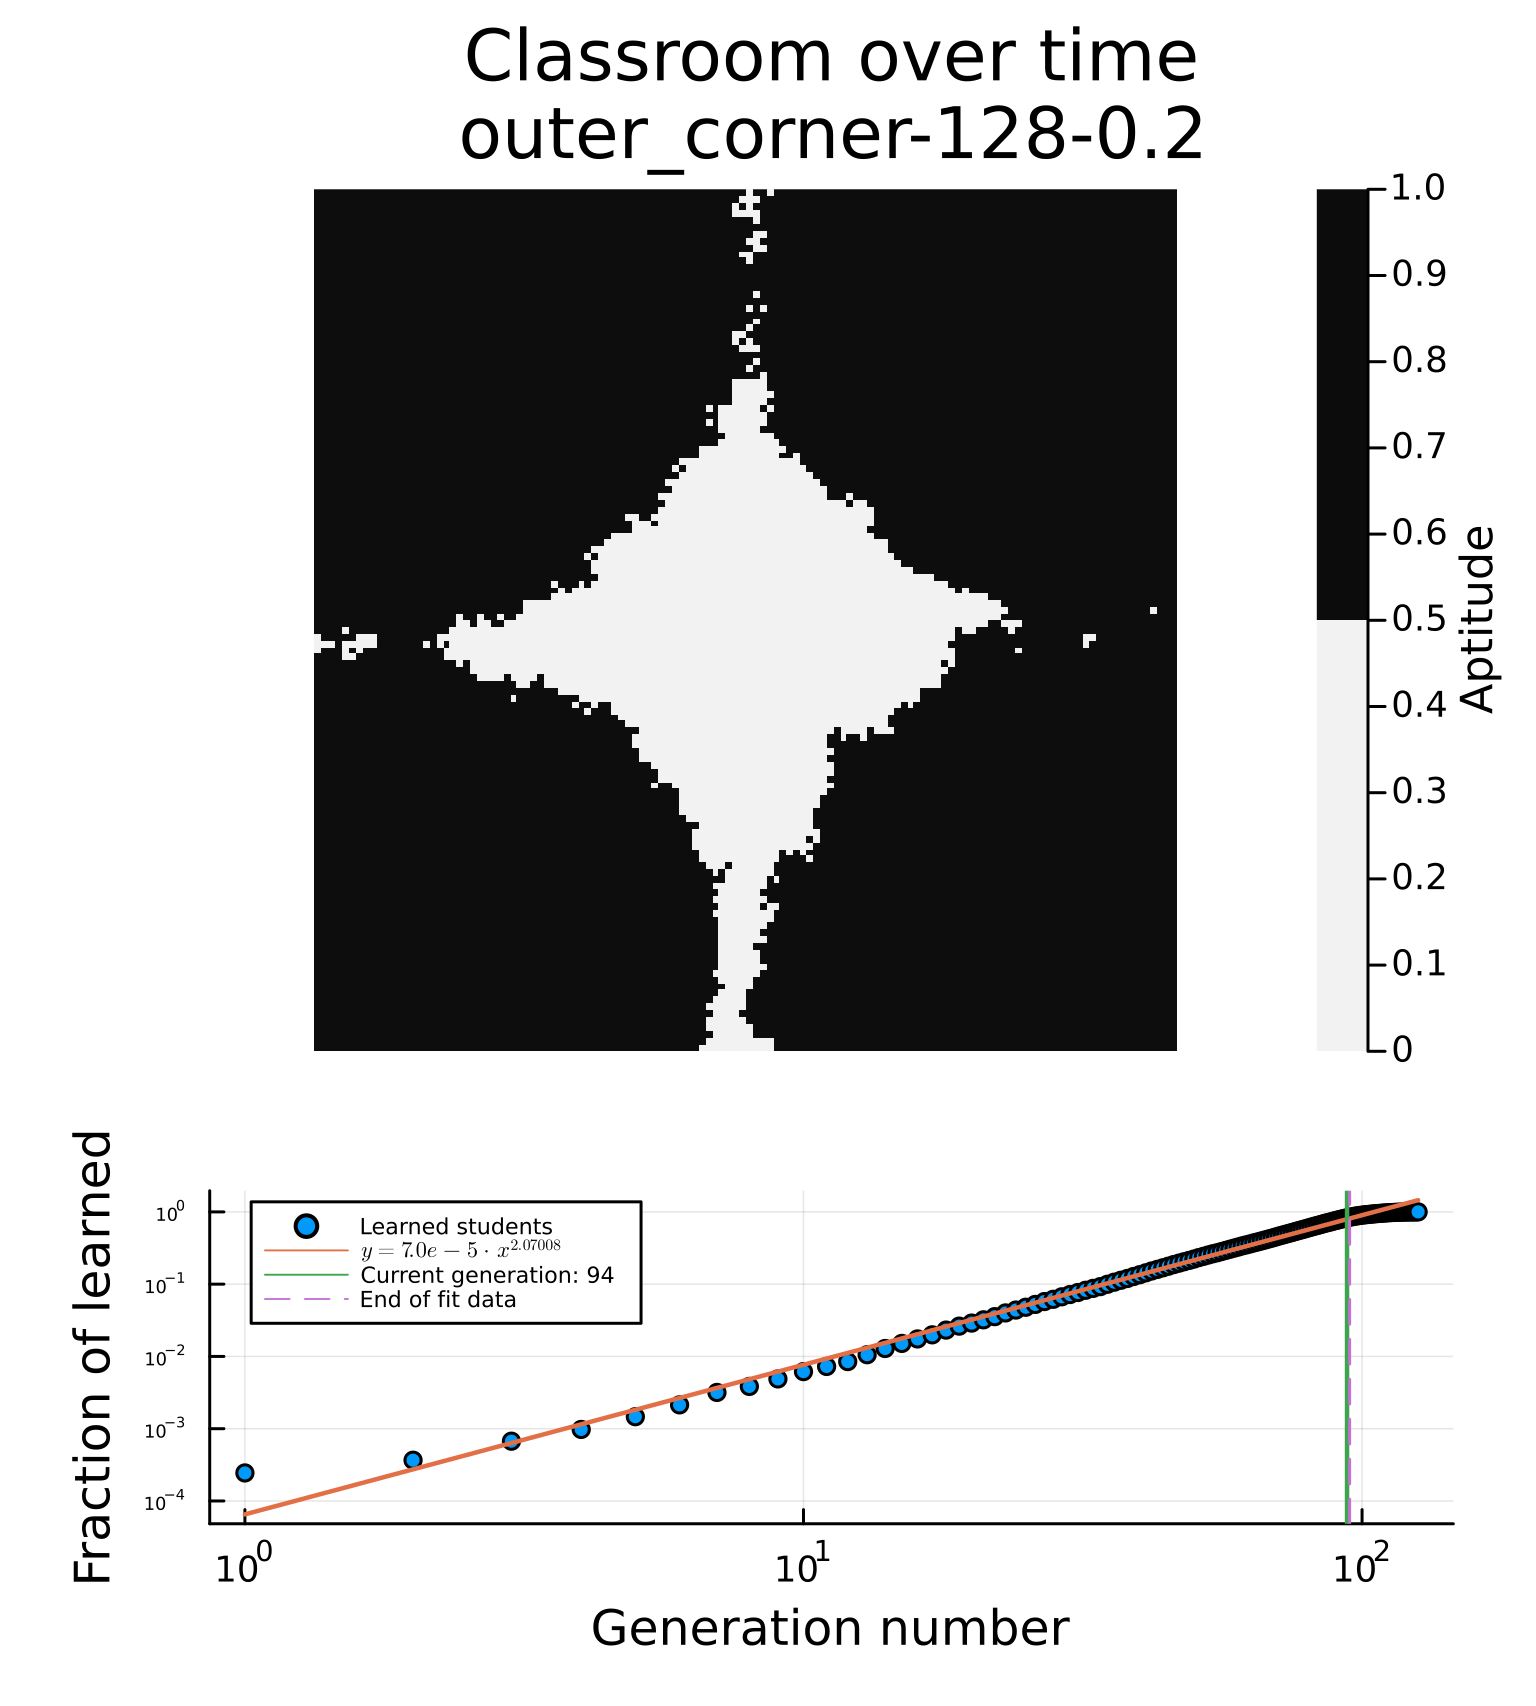 Classroom over time
outer_corner-128-0.2
1.0
0.9
0.8
0.7
0.6
0.5
0.4
0.3
0.2
0.1
0
Aptitude
Fraction of learned
10^0
10^-1
10^-2
10^-3
10^-4
Learned students
y = 7.0e − 5 · x^2.07008
Current generation: 94
End of fit data
10^0
10^1
10^2
Generation number